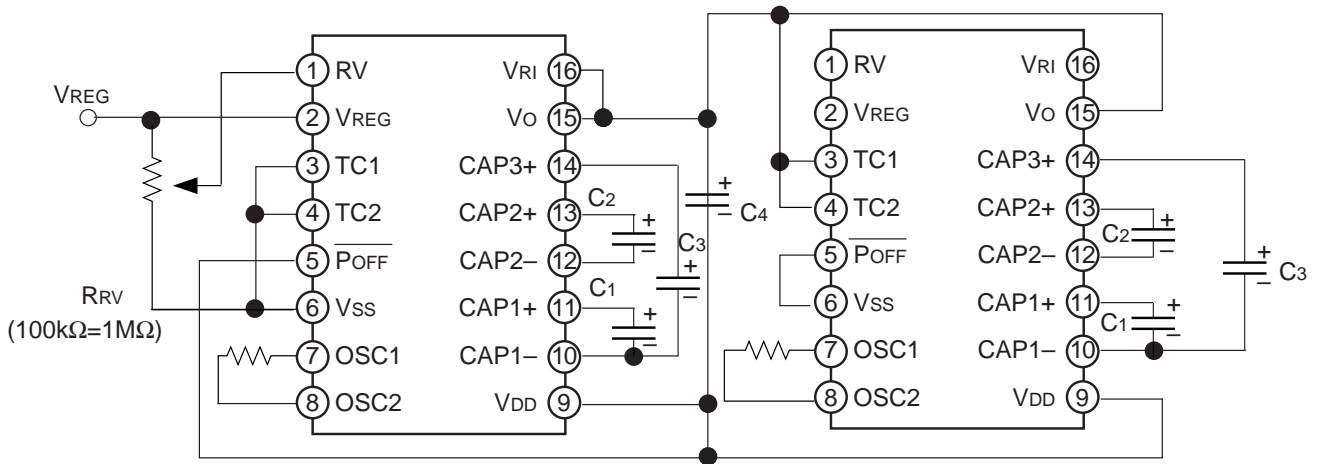 VREG
RRV
(100kΩ=1MΩ)
1 RV
2 VREG
3 TC1
4 TC2
5 POFF
6 VSS
7 OSC1
8 OSC2
VRI 16
VO 15
CAP3+ 14
CAP2+ 13
CAP2– 12
CAP1+ 11
CAP1– 10
VDD 9
C2
+
–
C1
+
–
C3
+
–
+
–
C4
1 RV
2 VREG
3 TC1
4 TC2
5 POFF
6 VSS
7 OSC1
8 OSC2
VRI 16
VO 15
CAP3+ 14
CAP2+ 13
CAP2– 12
CAP1+ 11
CAP1– 10
VDD 9
C2
+
–
C1
+
–
+
–
C3